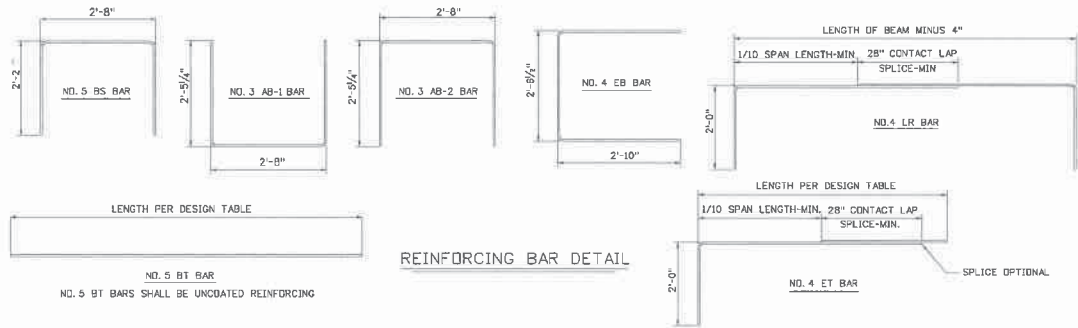 2'-8"
2'-2"
NO. 5 BS BAR
2'-5¼"
NO. 3 AB-1 BAR
2'-8"
2'-8"
2'-5¼"
NO. 3 AB-2 BAR
2'-6½"
NO. 4 EB BAR
2'-10"
LENGTH OF BEAM MINUS 4"
1/10 SPAN LENGTH-MIN. 28" CONTACT LAP
SPLICE-MIN
2'-0"
NO.4 LR BAR
LENGTH PER DESIGN TABLE
NO. 5 BT BAR
NO. 5 BT BARS SHALL BE UNCOATED REINFORCING
REINFORCING BAR DETAIL
LENGTH PER DESIGN TABLE
1/10 SPAN LENGTH-MIN. 28" CONTACT LAP
SPLICE-MIN.
SPLICE OPTIONAL
2'-0"
NO. 4 ET BAR